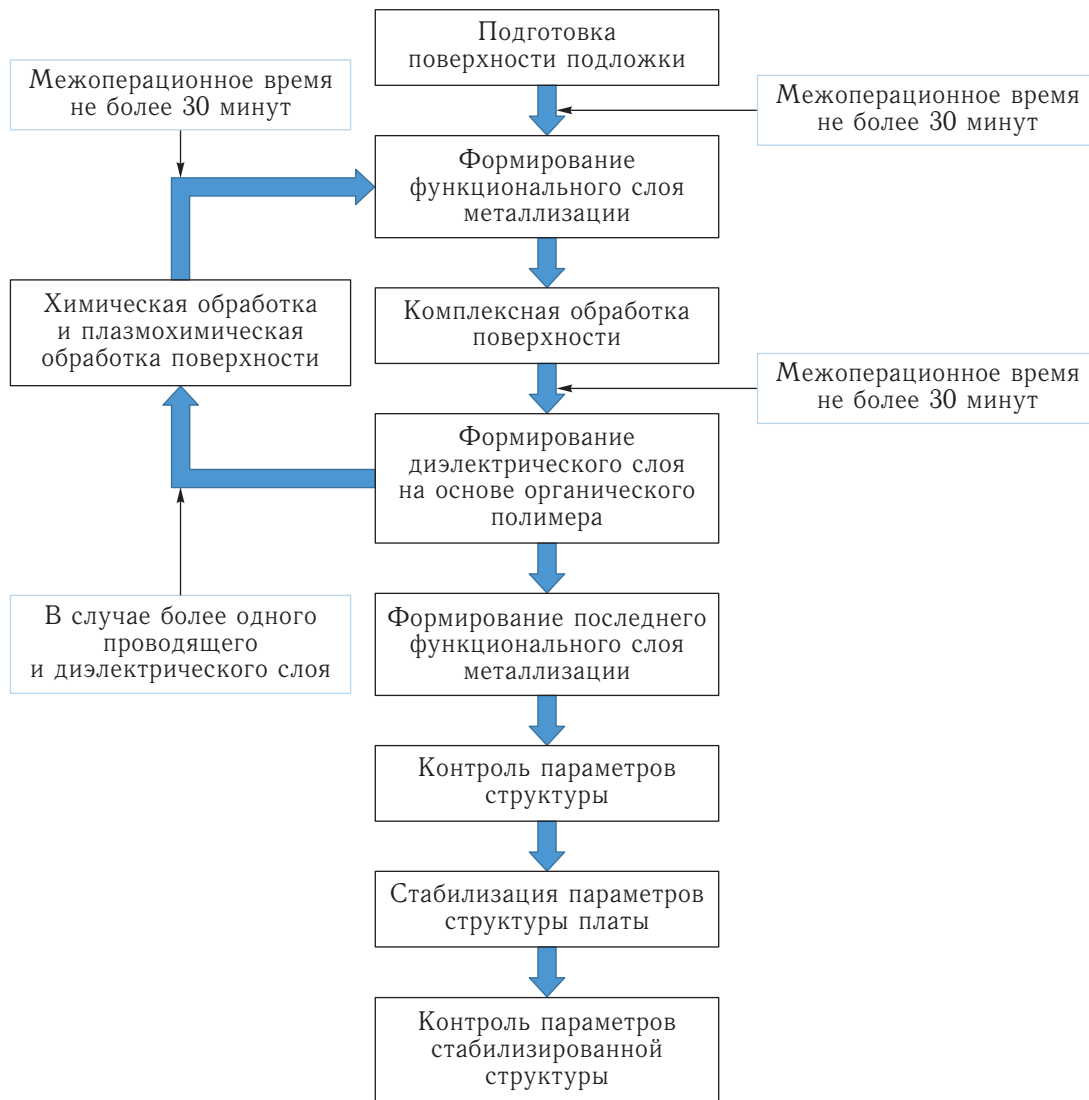 Подготовка
поверхности подложки
Межоперационное время
не более 30 минут
Межоперационное время
не более 30 минут
Формирование
функционального слоя
металлизации
Химическая обработка
и плазмохимическая
обработка поверхности
Комплексная обработка
поверхности
Межоперационное время
не более 30 минут
Формирование
диэлектрического слоя
на основе органического
полимера
В случае более одного
проводящего
и диэлектрического слоя
Формирование последнего
функционального слоя
металлизации
Контроль параметров
структуры
Стабилизация параметров
структуры платы
Контроль параметров
стабилизированной
структуры